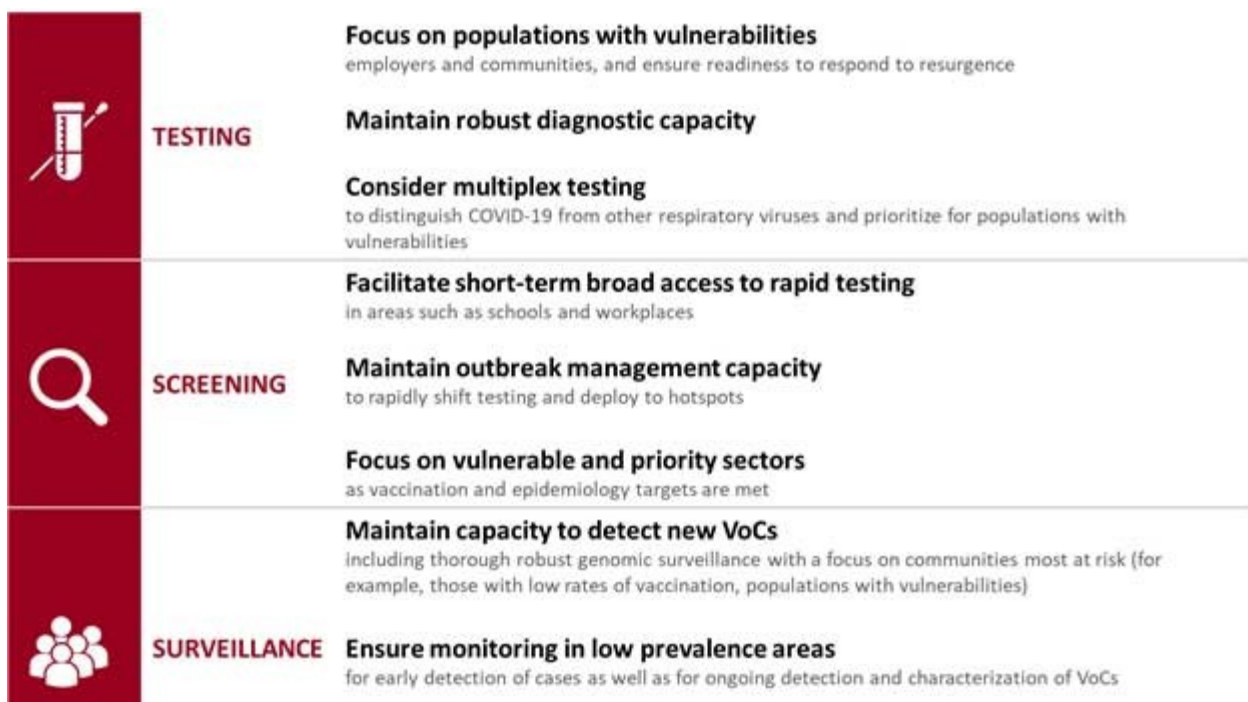 Focus on populations with vulnerabilities
employers and communities, and ensure readiness to respond to resurgence
TESTING
Maintain robust diagnostic capacity
Consider multiplex testing
to distinguish COVID-19 from other respiratory viruses and prioritize for populations with
vulnerabilities
Facilitate short-term broad access to rapid testing
in areas such as schools and workplaces
SCREENING
Maintain outbreak management capacity
to rapidly shift testing and deploy to hotspots
Focus on vulnerable and priority sectors
as vaccination and epidemiology targets are met
Maintain capacity to detect new VoCs
including thorough robust genomic surveillance with a focus on communities most at risk (for
example, those with low rates of vaccination, populations with vulnerabilities)
SURVEILLANCE
Ensure monitoring in low prevalence areas
for early detection of cases as well as for ongoing detection and characterization of VoCs